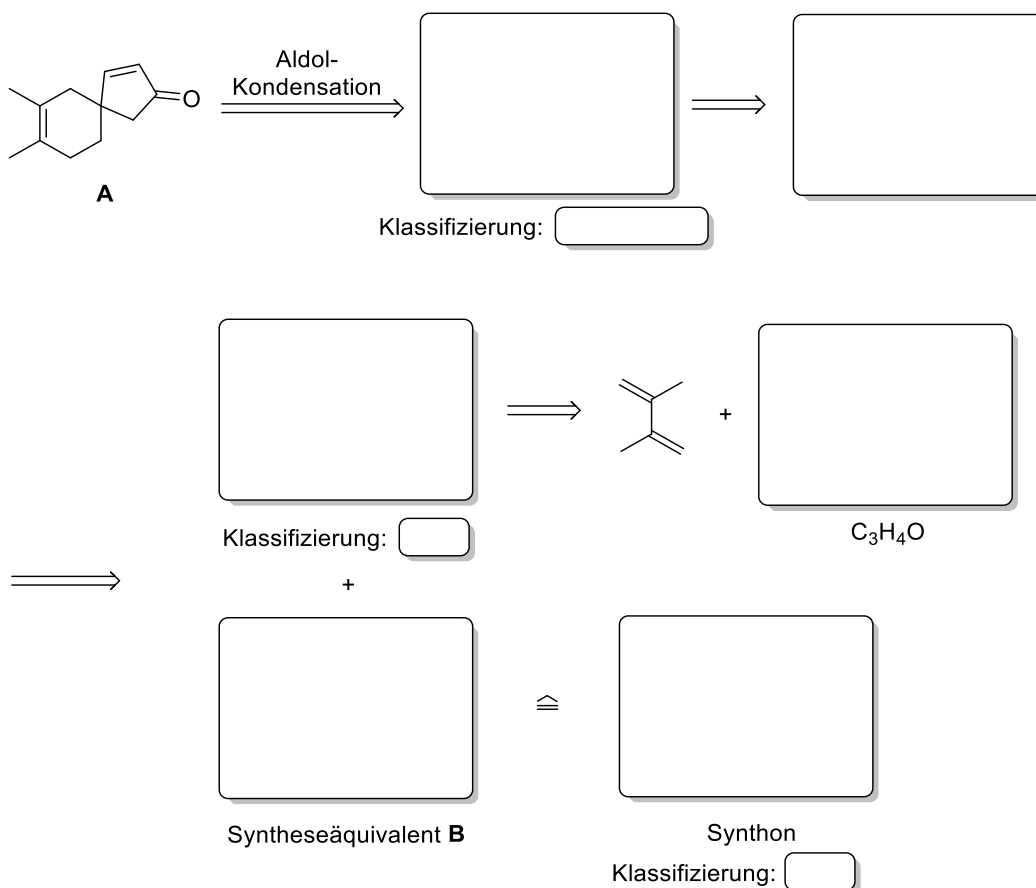 Aldol-
Kondensation
O
A
Klassifizierung:
Klassifizierung:
+
C₃H₄O
+
Syntheseäquivalent B
Synthon
Klassifizierung: